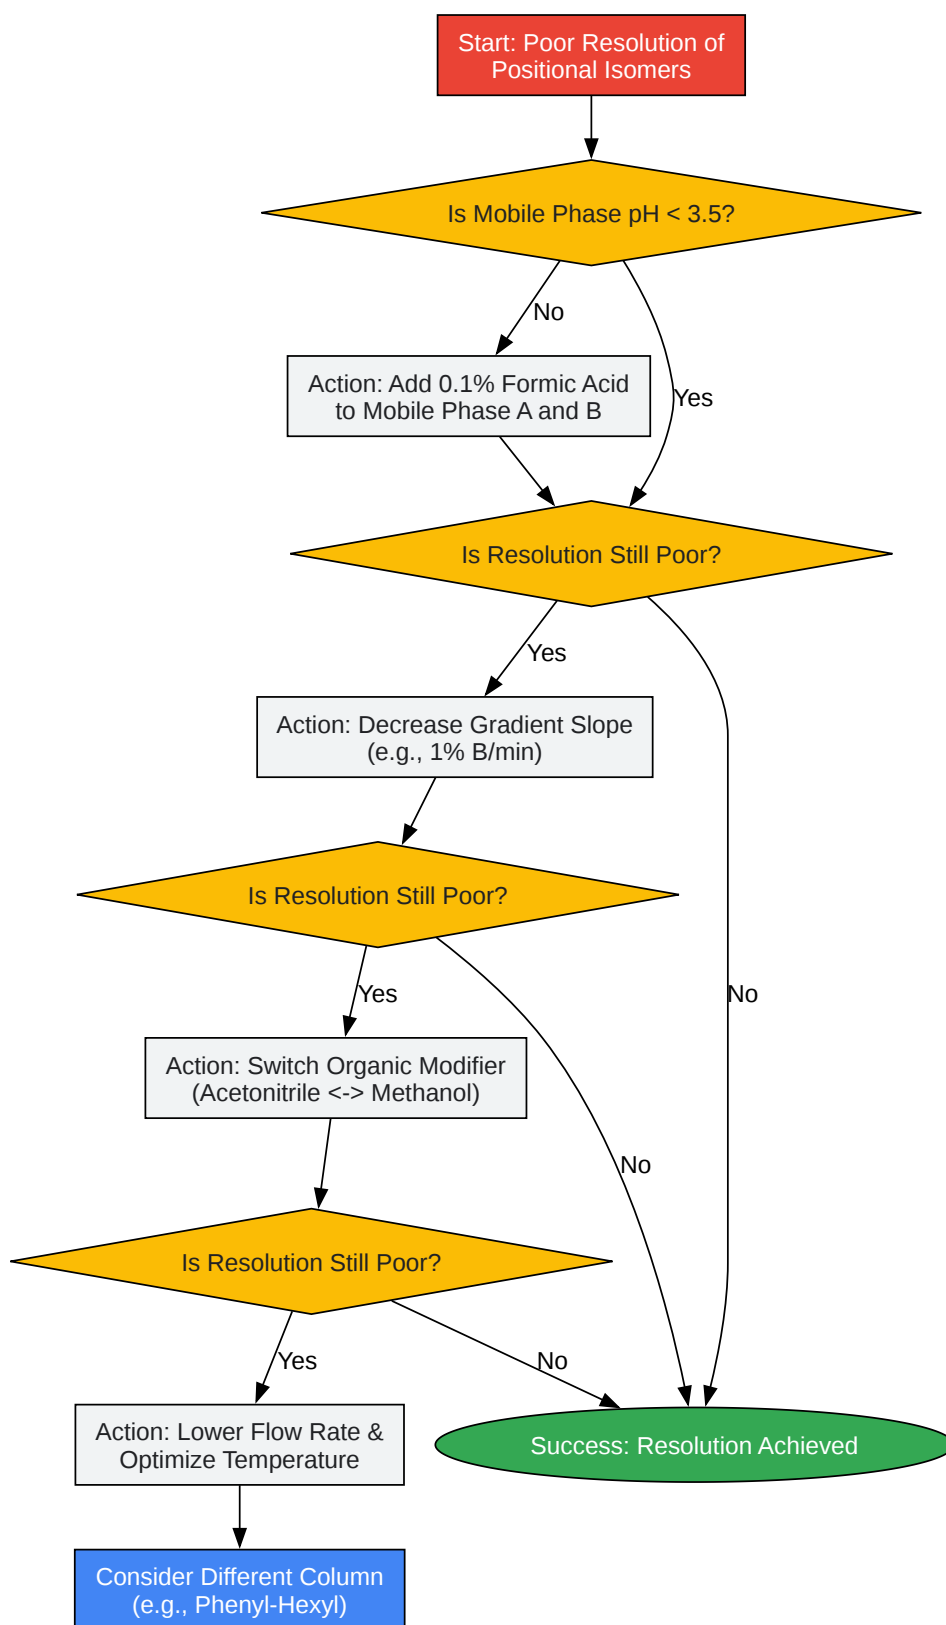 Start: Poor Resolution of
Positional Isomers
Is Mobile Phase pH < 3.5?
No
Action: Add 0.1% Formic Acid
to Mobile Phase A and B
Yes
Is Resolution Still Poor?
Yes
Action: Decrease Gradient Slope
(e.g., 1% B/min)
Is Resolution Still Poor?
Yes
No
Action: Switch Organic Modifier
(Acetonitrile <-> Methanol)
No
Is Resolution Still Poor?
Yes
No
Action: Lower Flow Rate &
Optimize Temperature
Success: Resolution Achieved
Consider Different Column
(e.g., Phenyl-Hexyl)